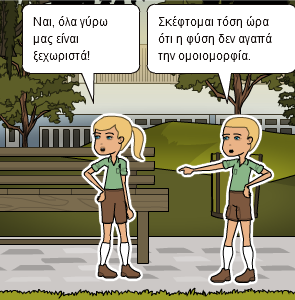 Ναι, όλα γύρω
μας είναι
ξεχωριστά!
Σκέφτομαι τόση ώρα
ότι η φύση δεν αγαπά
την ομοιομορφία.